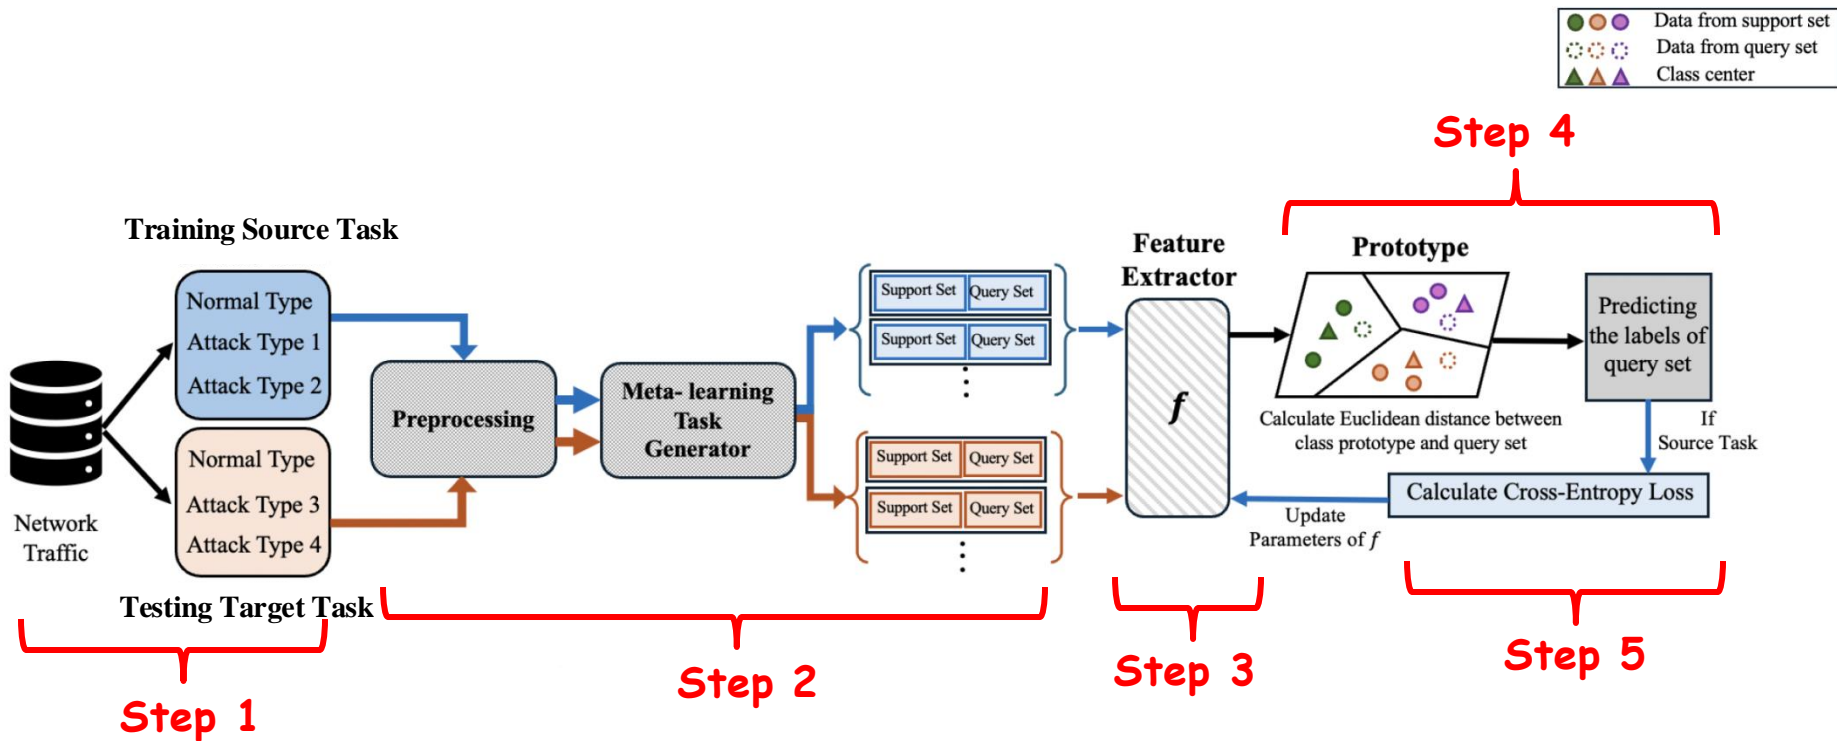 Data from support set
Data from query set
Class center
Step 4
Training Source Task
Normal Type
Attack Type 1
Attack Type 2
Network
Traffic
Normal Type
Attack Type 3
Attack Type 4
Testing Target Task
Step 1
Preprocessing
Meta- learning
Task
Generator
Support Set Query Set
Support Set Query Set
Support Set Query Set
Support Set Query Set
Step 2
Feature
Extractor
f
Step 3
Prototype
Calculate Euclidean distance between
class prototype and query set
Predicting
the labels of
query set
If
Source Task
Calculate Cross-Entropy Loss
Update
Parameters of f
Step 5